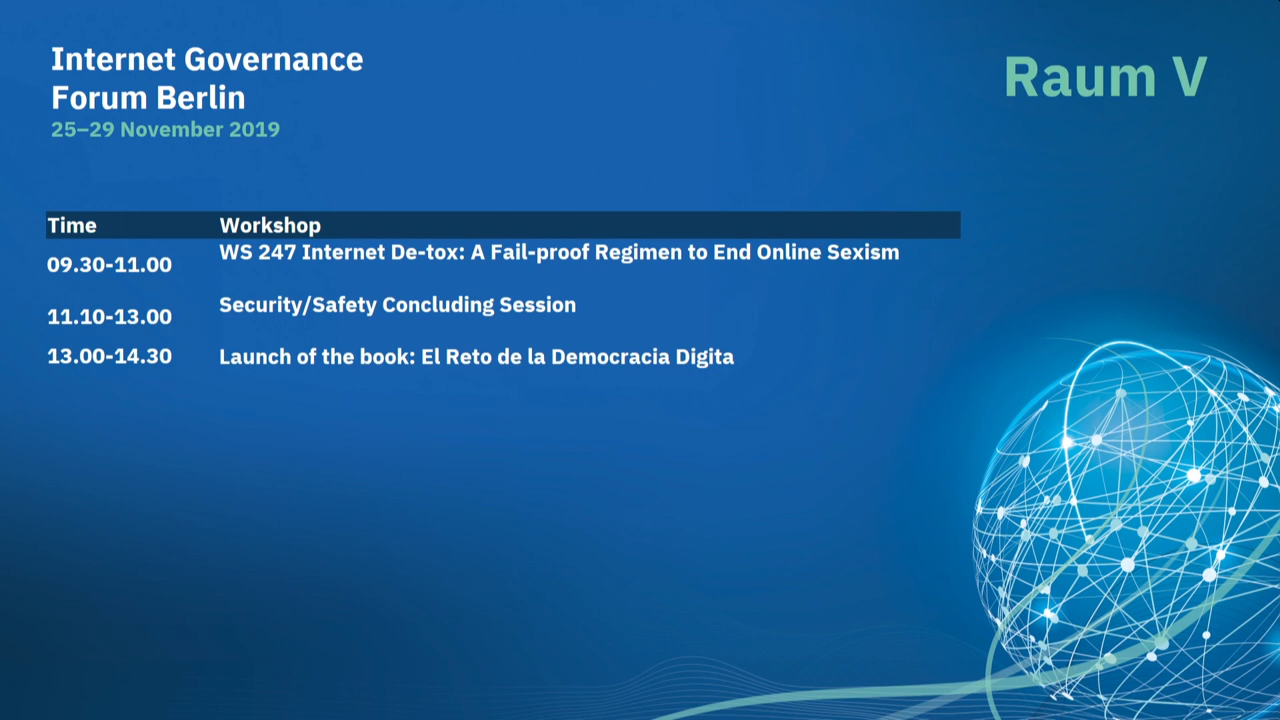 Internet Governance
Forum Berlin
25–29 November 2019
Raum V
Time Workshop
09.30-11.00 WS 247 Internet De-tox: A Fail-proof Regimen to End Online Sexism
11.10-13.00 Security/Safety Concluding Session
13.00-14.30 Launch of the book: El Reto de la Democracia Digita